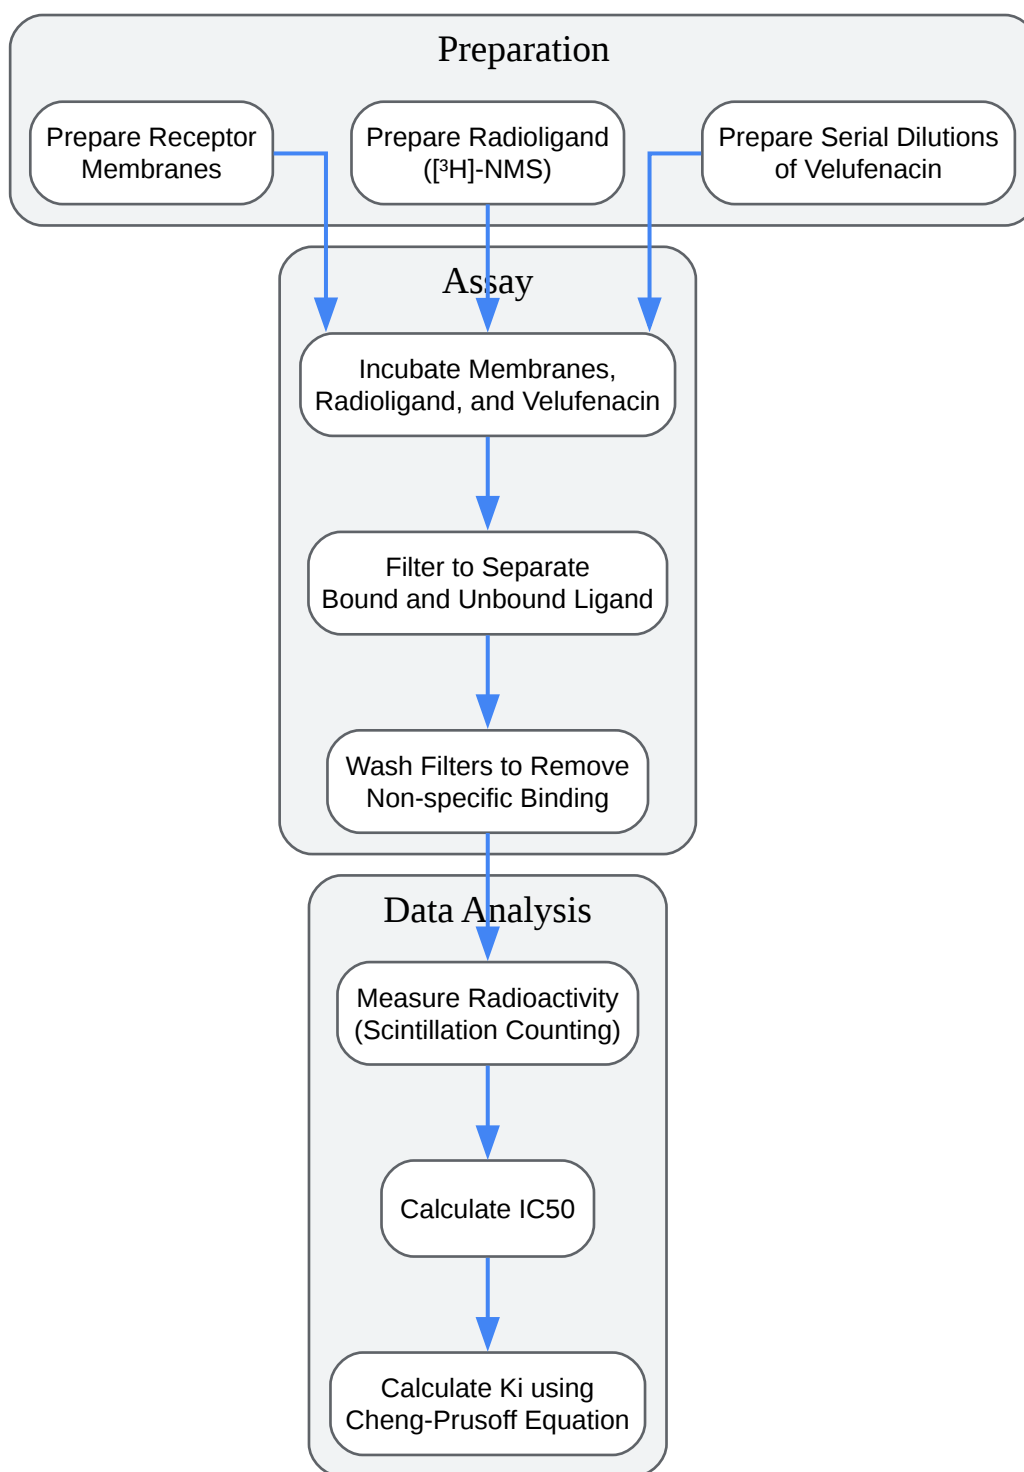 Preparation
Prepare Receptor
Membranes
Prepare Radioligand
([³H]-NMS)
Prepare Serial Dilutions
of Velufenacin
Assay
Incubate Membranes,
Radioligand, and Velufenacin
Filter to Separate
Bound and Unbound Ligand
Wash Filters to Remove
Non-specific Binding
Data Analysis
Measure Radioactivity
(Scintillation Counting)
Calculate IC50
Calculate Ki using
Cheng-Prusoff Equation